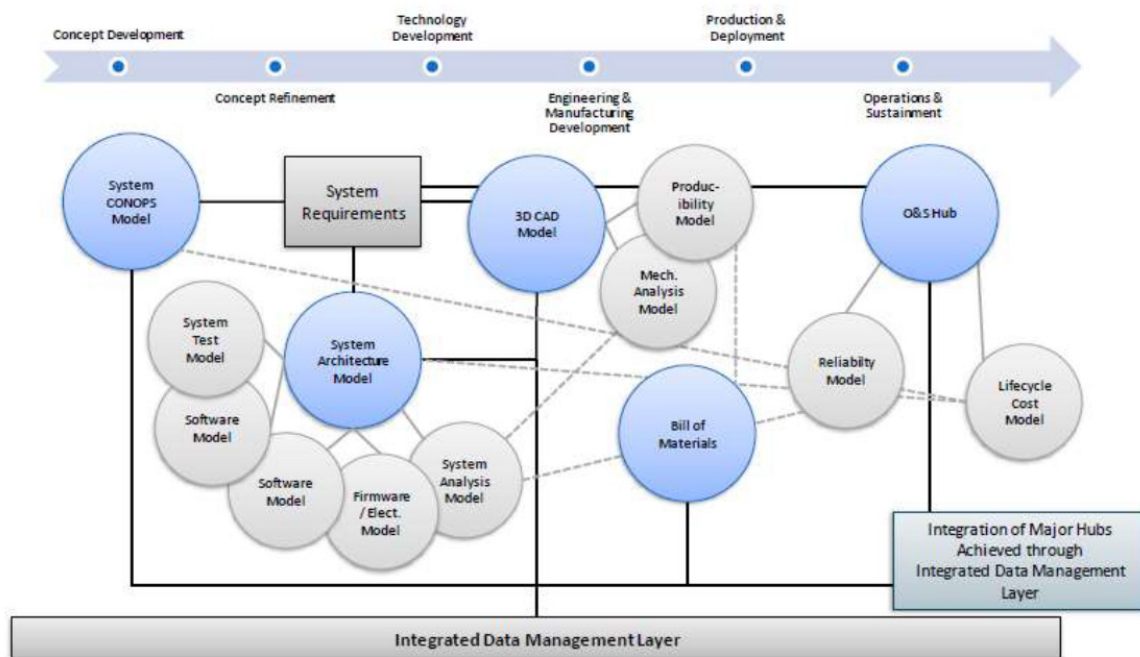 Concept Development
Concept Refinement
Technology
Development
Engineering &
Manufacturing
Development
Production &
Deployment
Operations &
Sustainment
System
CONOPS
Model
System
Requirements
3D CAD
Model
Produc-
ibility
Model
O&S Hub
Mech.
Analysis
Model
System
Test
Model
System
Architecture
Model
Reliabilty
Model
Lifecycle
Cost
Model
Software
Model
Bill of
Materials
Software
Model
Firmware
/ Elect.
Model
System
Analysis
Model
Integration of Major Hubs
Achieved through
Integrated Data Management
Layer
Integrated Data Management Layer